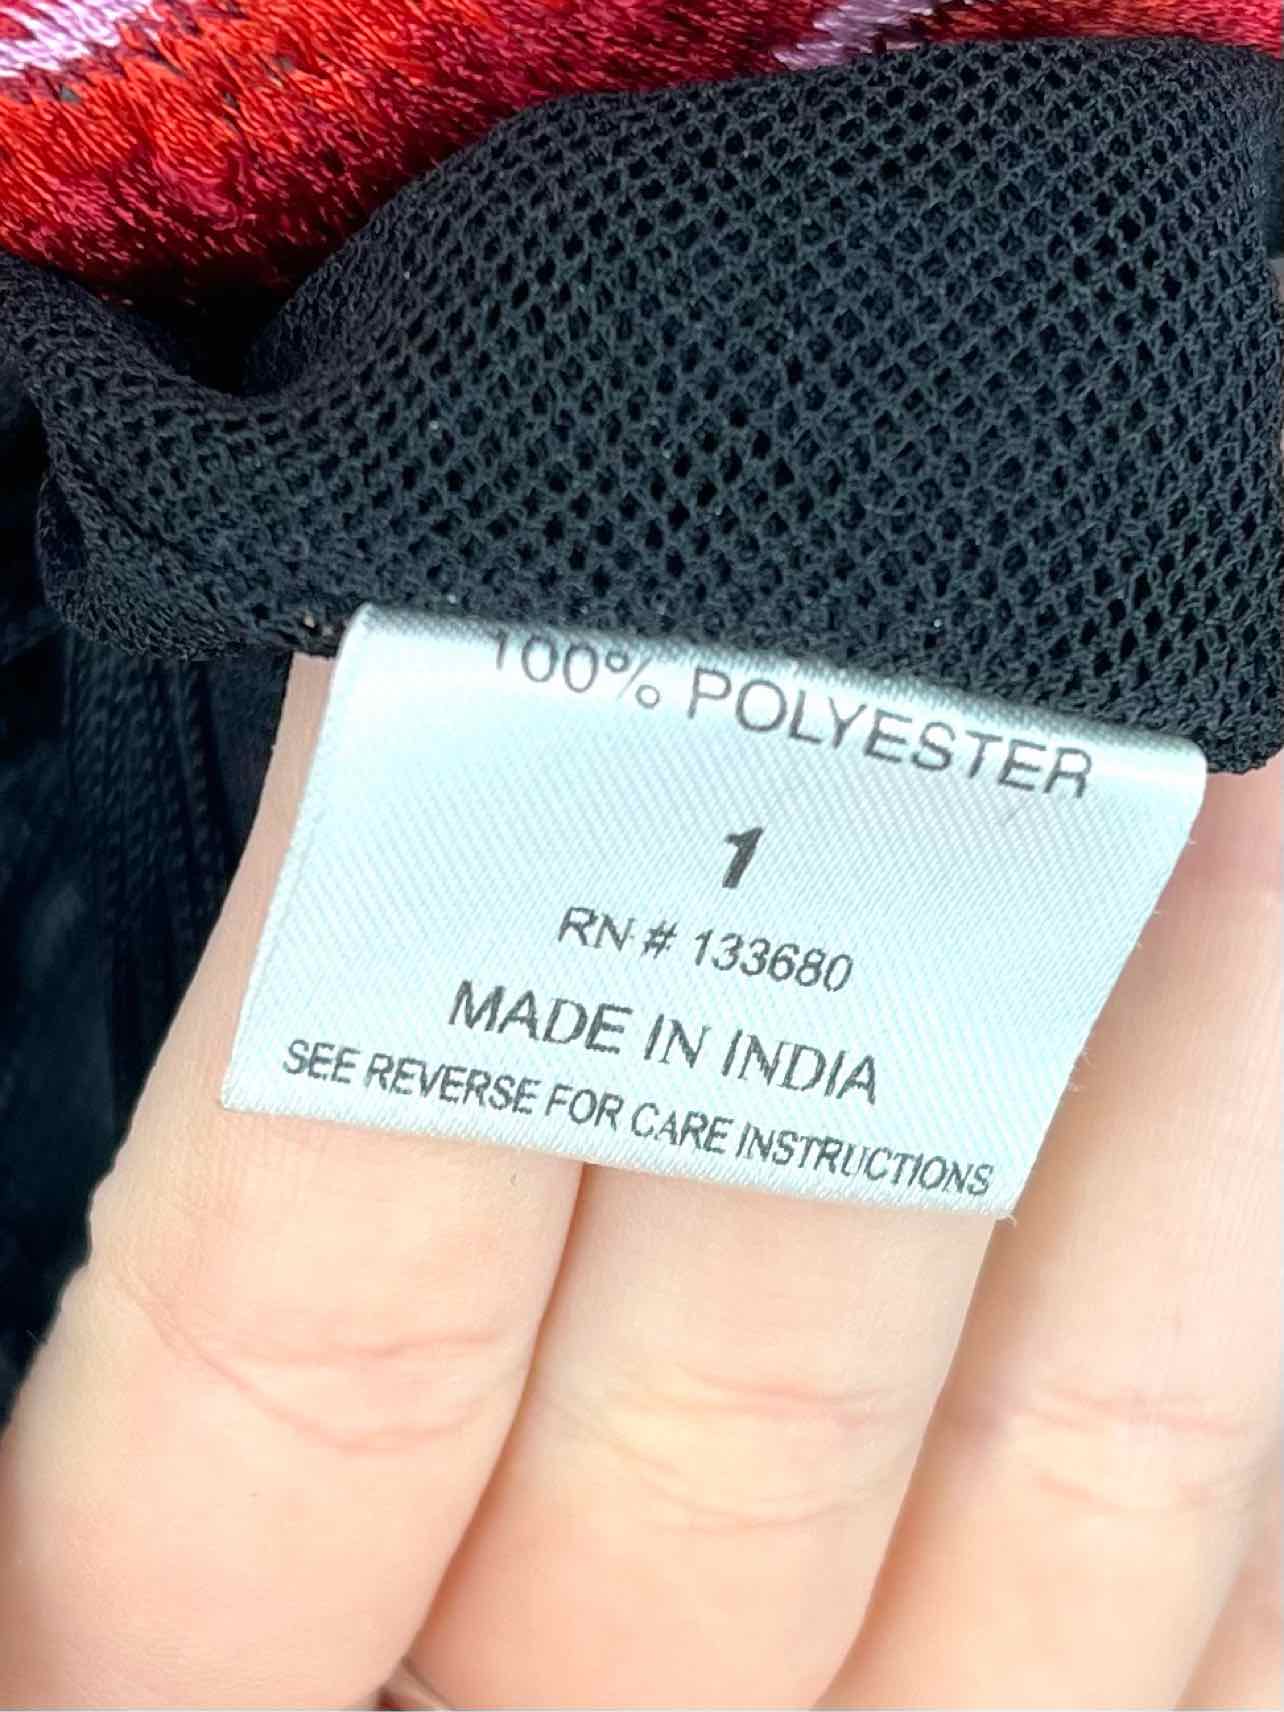 100% POLYESTER
1
RN# 133680
MADE IN INDIA
SEE REVERSE FOR CARE INSTRUCTIONS